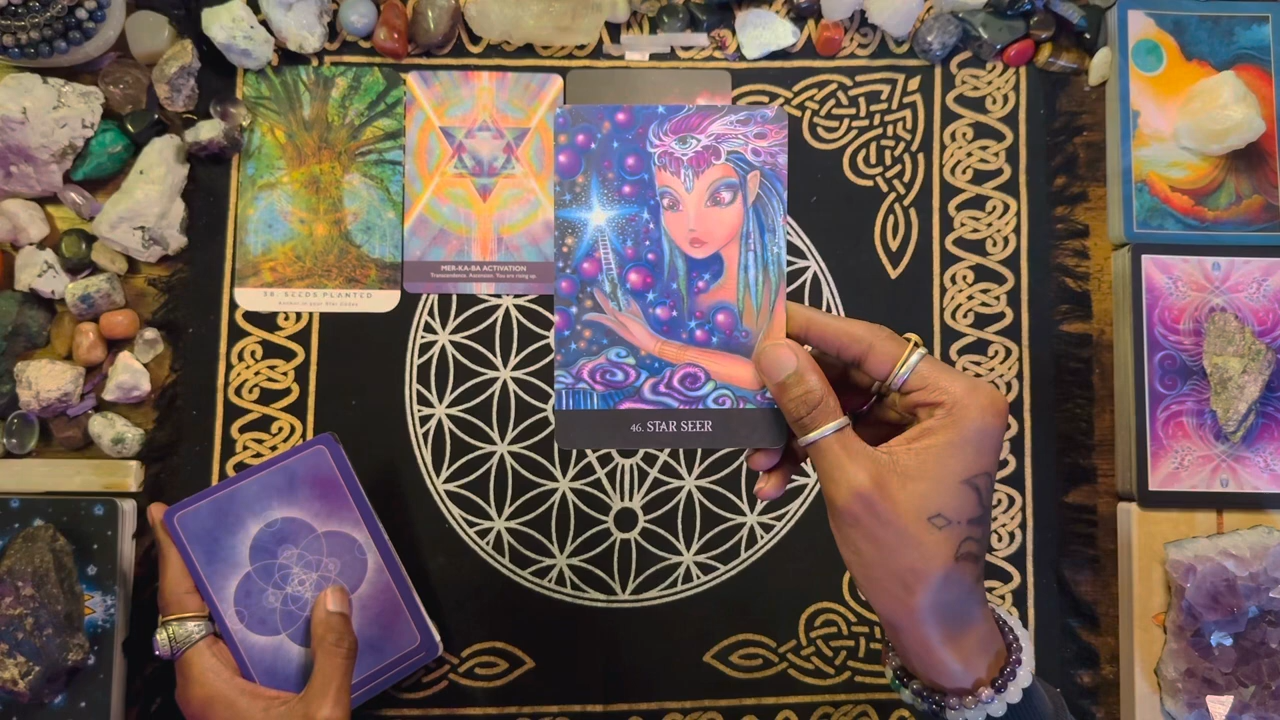 38: SEEDS PLANTED
Anchor in your Star Codes
MER-KA-BA ACTIVATION
Transcendence. Ascension. You are rising up.
46. STAR SEER